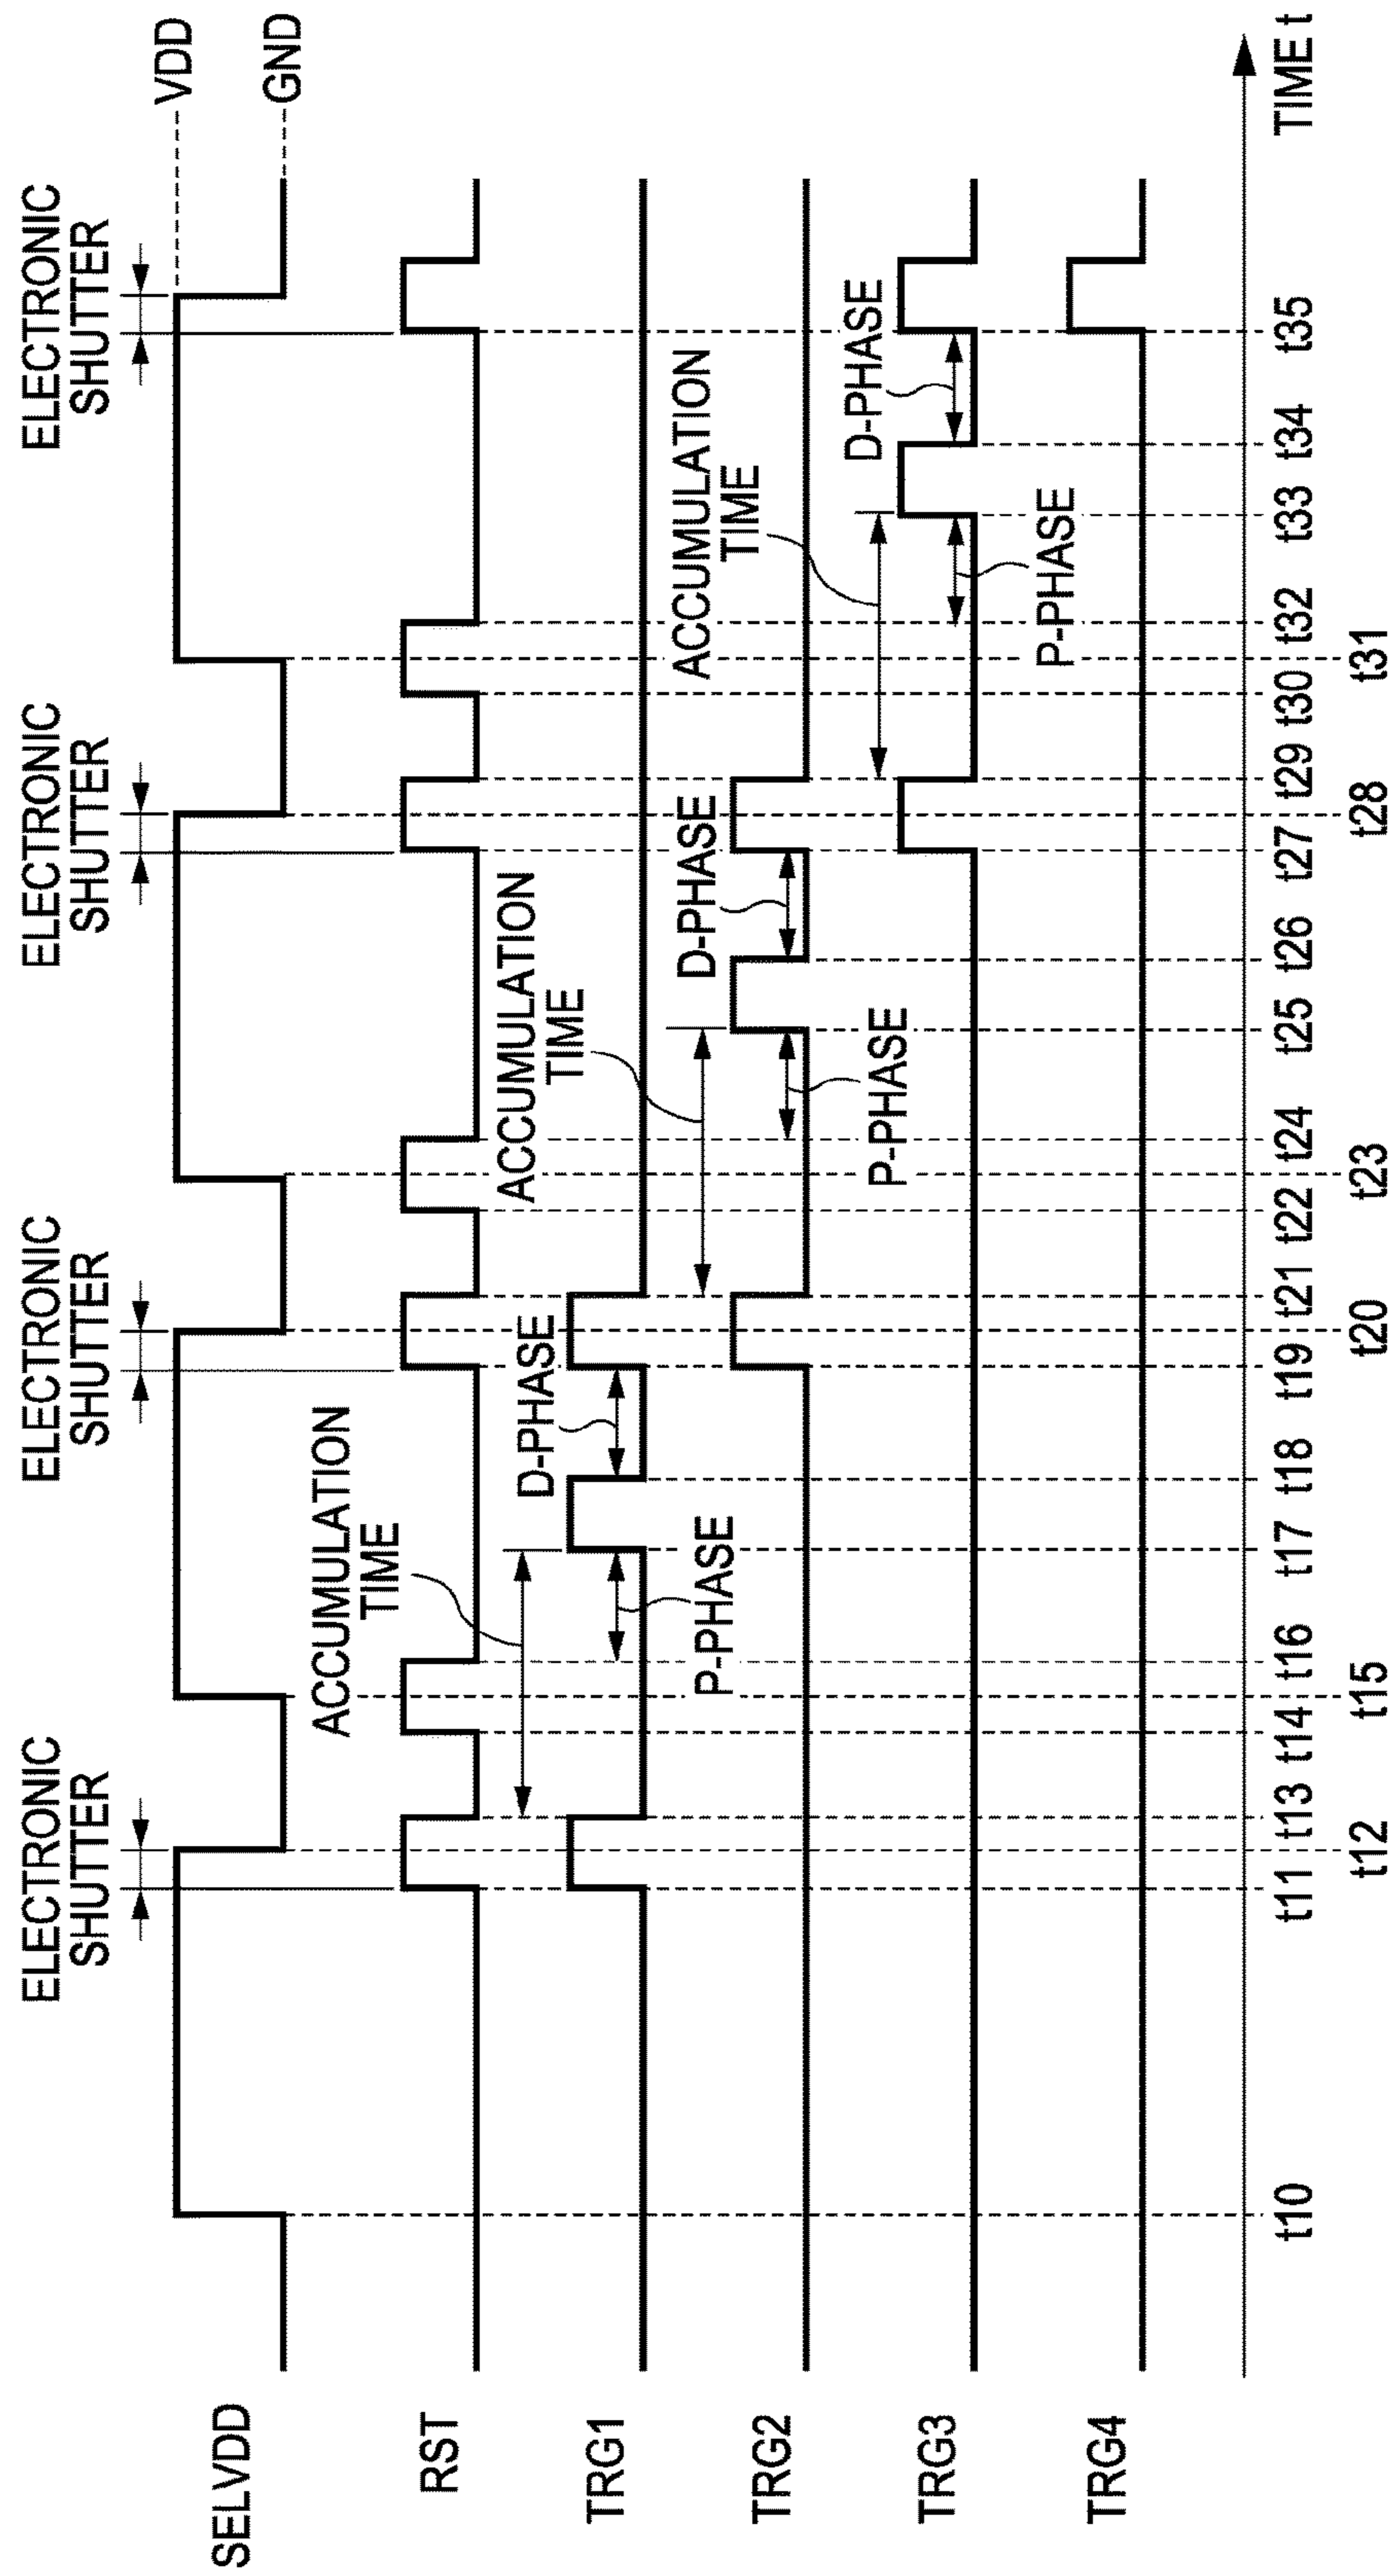 ELECTRONIC
SHUTTER
ELECTRONIC
SHUTTER
ELECTRONIC
SHUTTER
ELECTRONIC
SHUTTER
VDD
GND
SELVDD
RST
ACCUMULATION
TIME
TRG1
D-PHASE
P-PHASE
ACCUMULATION
TIME
TRG2
D-PHASE
P-PHASE
ACCUMULATION
TIME
TRG3
D-PHASE
P-PHASE
TRG4
t10
t11
t13
t14
t16
t17
t18
t19
t21
t22
t24
t25
t26
t27
t29
t30
t32
t33
t34
t35
TIME t
t12
t15
t20
t23
t28
t31